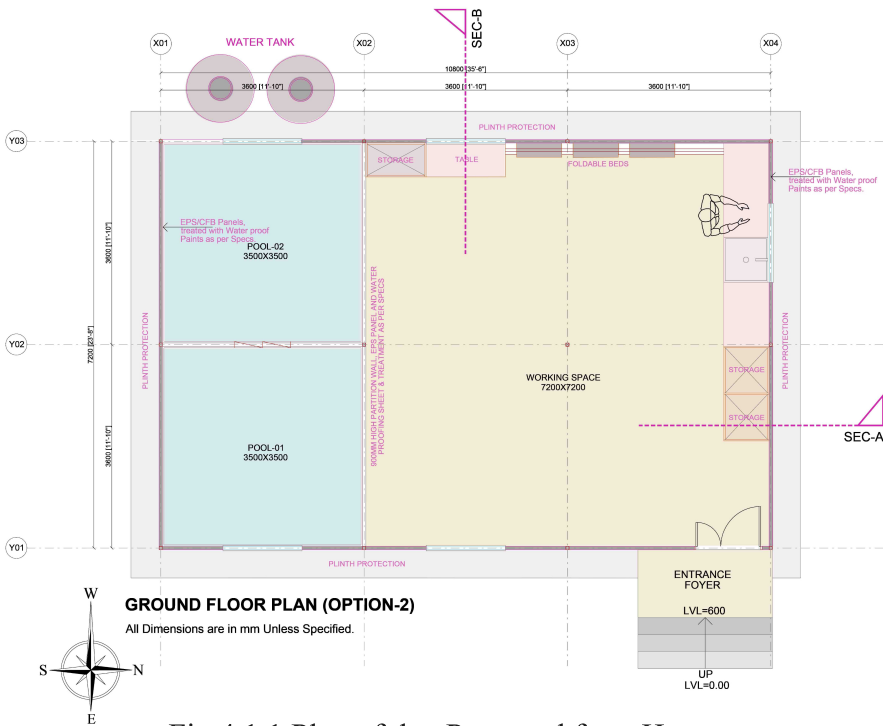 SEC-B
X01
X02
X03
X04
WATER TANK
10800 [35'-6"]
3600 [11'-10"]
3600 [11'-10"]
3600 [11'-10"]
PLINTH PROTECTION
Y03
STORAGE
TABLE
FOLDABLE BEDS
EPS/CFB Panels,
treated with Water proof
Paints as per Specs.
EPS/CFB Panels,
treated with Water proof
Paints as per Specs.
POOL-02
3500X3500
3600 [11'-10"]
7200 [23'-8"]
PLINTH PROTECTION
900MM HIGH PARTITION WALL, EPS PANEL AND WATER
PROOFING SHEET & TREATMENT AS PER SPECS
PLINTH PROTECTION
Y02
WORKING SPACE
7200X7200
STORAGE
STORAGE
SEC-A
3600 [11'-10"]
POOL-01
3500X3500
Y01
PLINTH PROTECTION
ENTRANCE
FOYER
LVL=600
UP
LVL=0.00
W
S
N
E
GROUND FLOOR PLAN (OPTION-2)
All Dimensions are in mm Unless Specified.